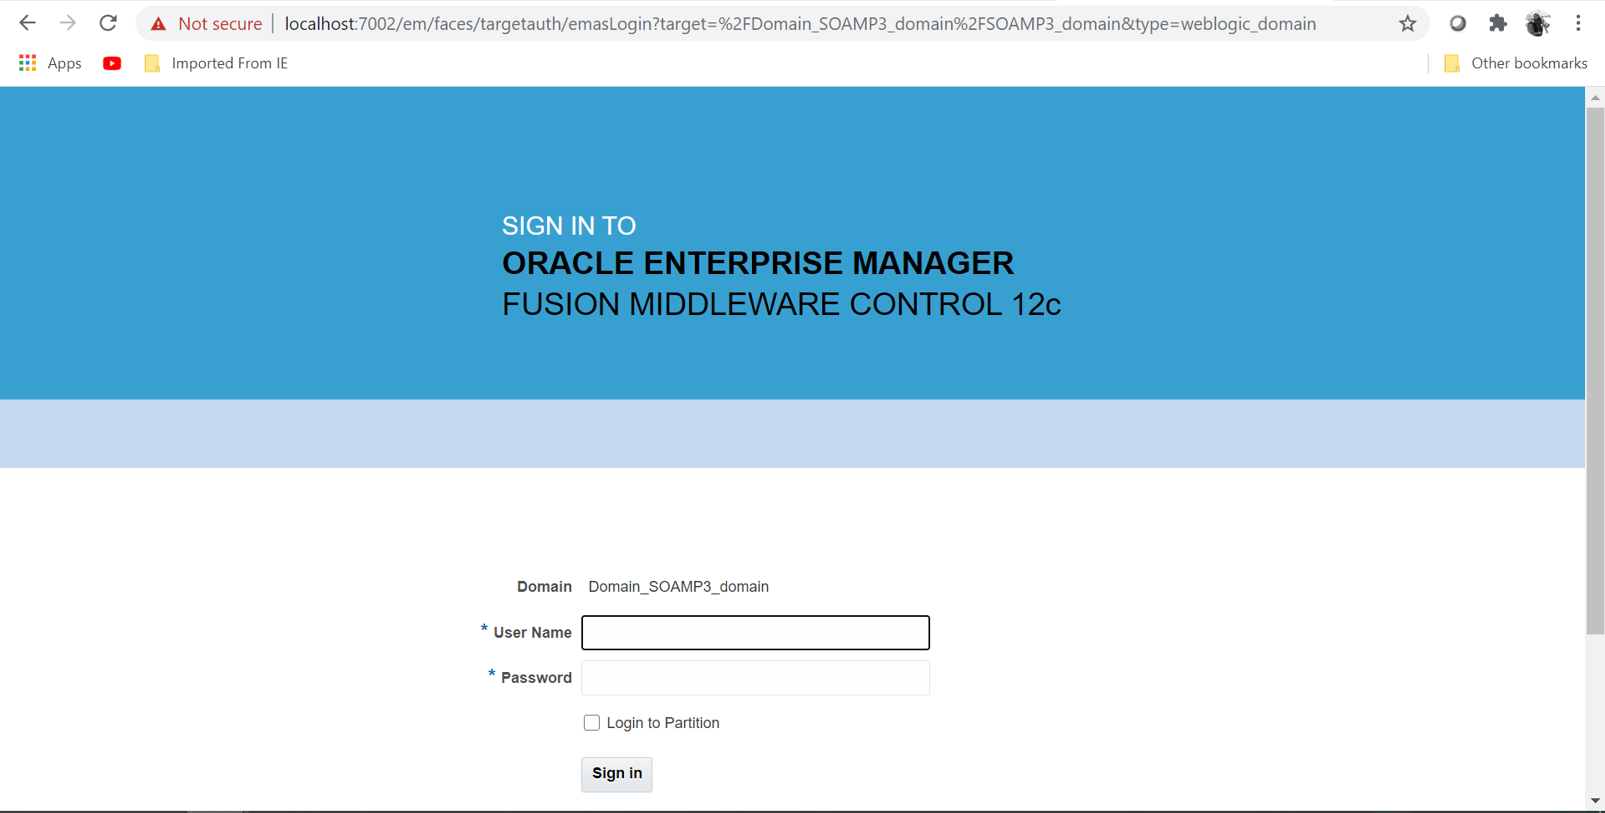 Not secure | localhost:7002/em/faces/targetauth/emasLogin?target=%2FDomain_SOAMP3_domain%2FSOAMP3_domain&type=weblogic_domain
Apps Imported From IE Other bookmarks
SIGN IN TO
ORACLE ENTERPRISE MANAGER
FUSION MIDDLEWARE CONTROL 12c
Domain Domain_SOAMP3_domain
* User Name
* Password
Login to Partition
Sign in